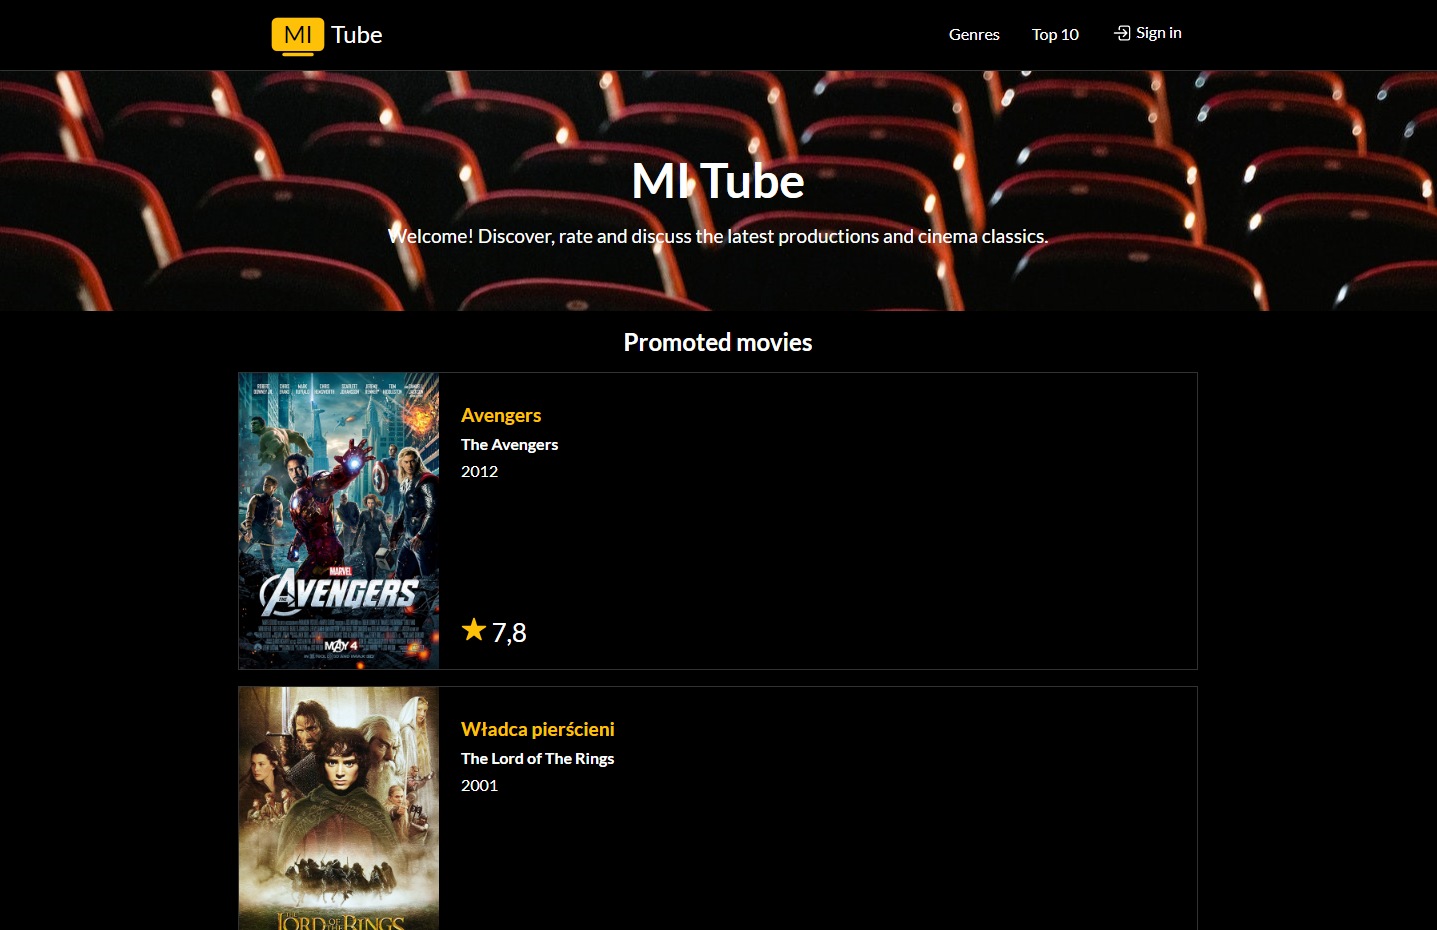 MI Tube
Genres
Top 10
Sign in
MI Tube
Welcome! Discover, rate and discuss the latest productions and cinema classics.
Promoted movies
Avengers
The Avengers
2012
MARVEL
THE AVENGERS
MAY 4
7,8
Władca pierścieni
The Lord of The Rings
2001
THE LORD OF THE RINGS